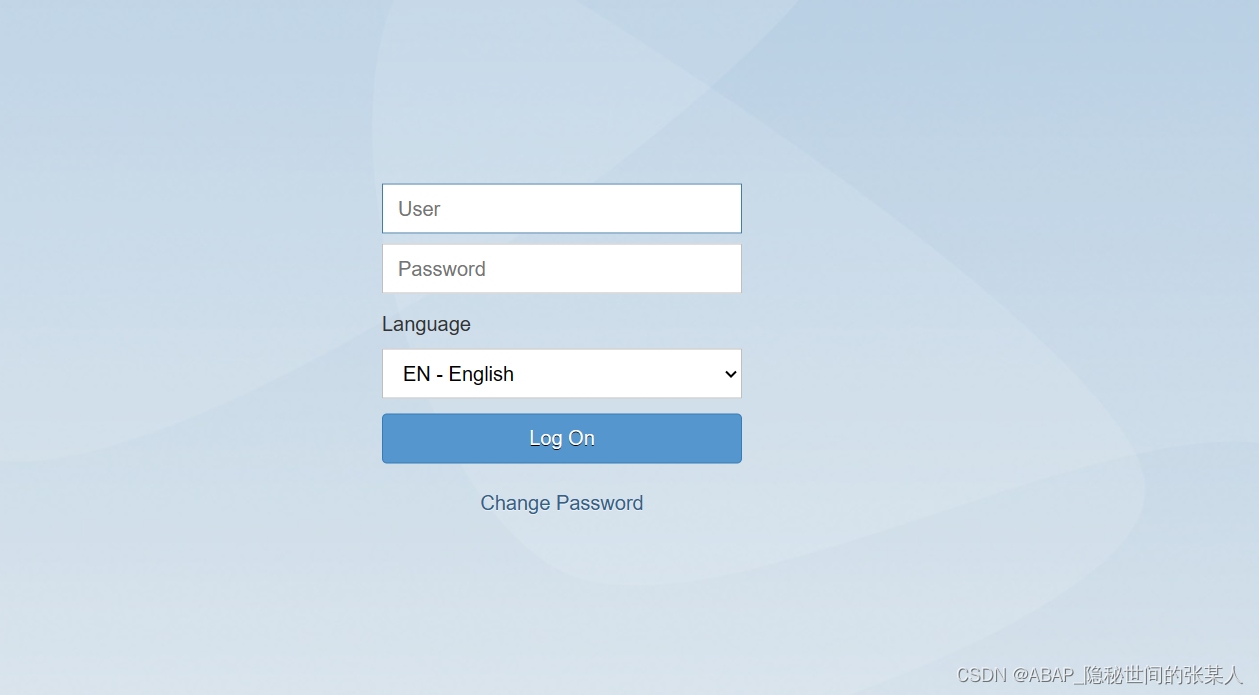 User
Password
Language
EN - English
Log On
Change Password
CSDN @ABAP_隐秘世间的张某人